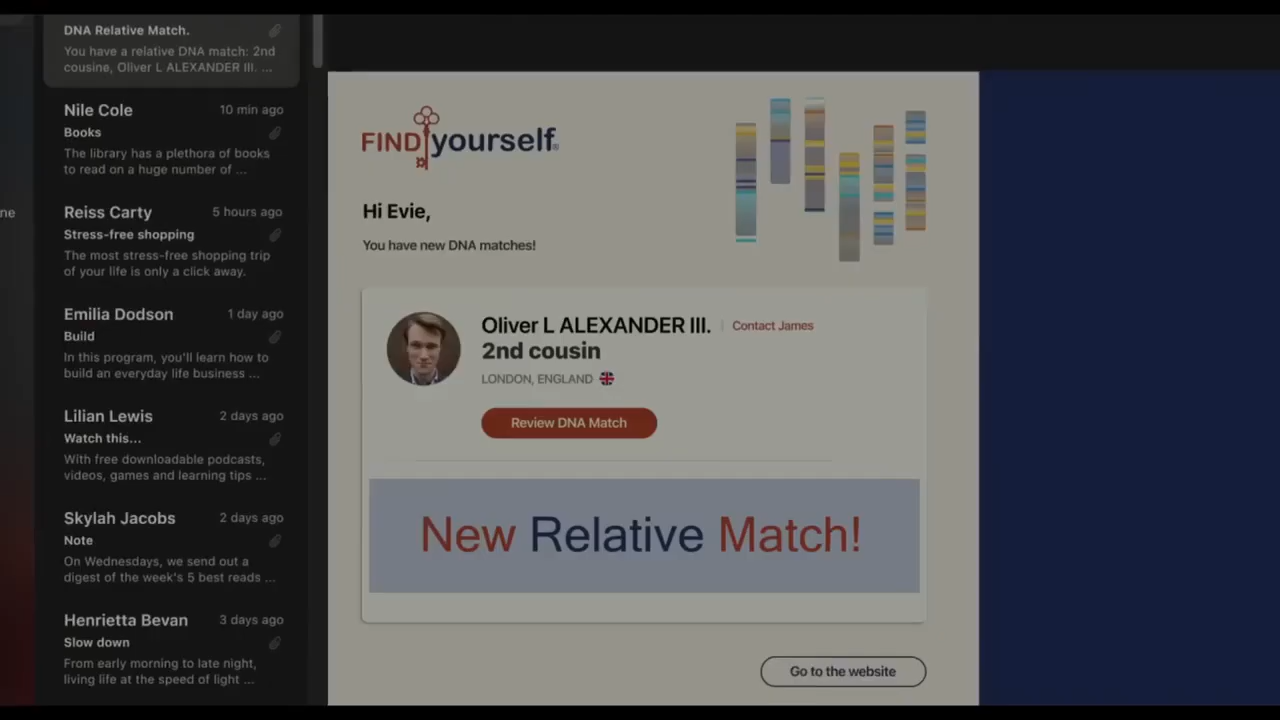 DNA Relative Match.
You have a relative DNA match: 2nd
cousine, Oliver L ALEXANDER III. ...
Nile Cole 10 min ago
Books
The library has a plethora of books
to read on a huge number of ...
ne
Reiss Carty 5 hours ago
Stress-free shopping
The most stress-free shopping trip
of your life is only a click away.
Emilia Dodson 1 day ago
Build
In this program, you'll learn how to
build an everyday life business ...
Lilian Lewis 2 days ago
Watch this...
With free downloadable podcasts,
videos, games and learning tips ...
Skylah Jacobs 2 days ago
Note
On Wednesdays, we send out a
digest of the week's 5 best reads ...
Henrietta Bevan 3 days ago
Slow down
From early morning to late night,
living life at the speed of light ...
FIND yourself®
Hi Evie,
You have new DNA matches!
Oliver L ALEXANDER III. | Contact James
2nd cousin
LONDON, ENGLAND
Review DNA Match
New Relative Match!
Go to the website